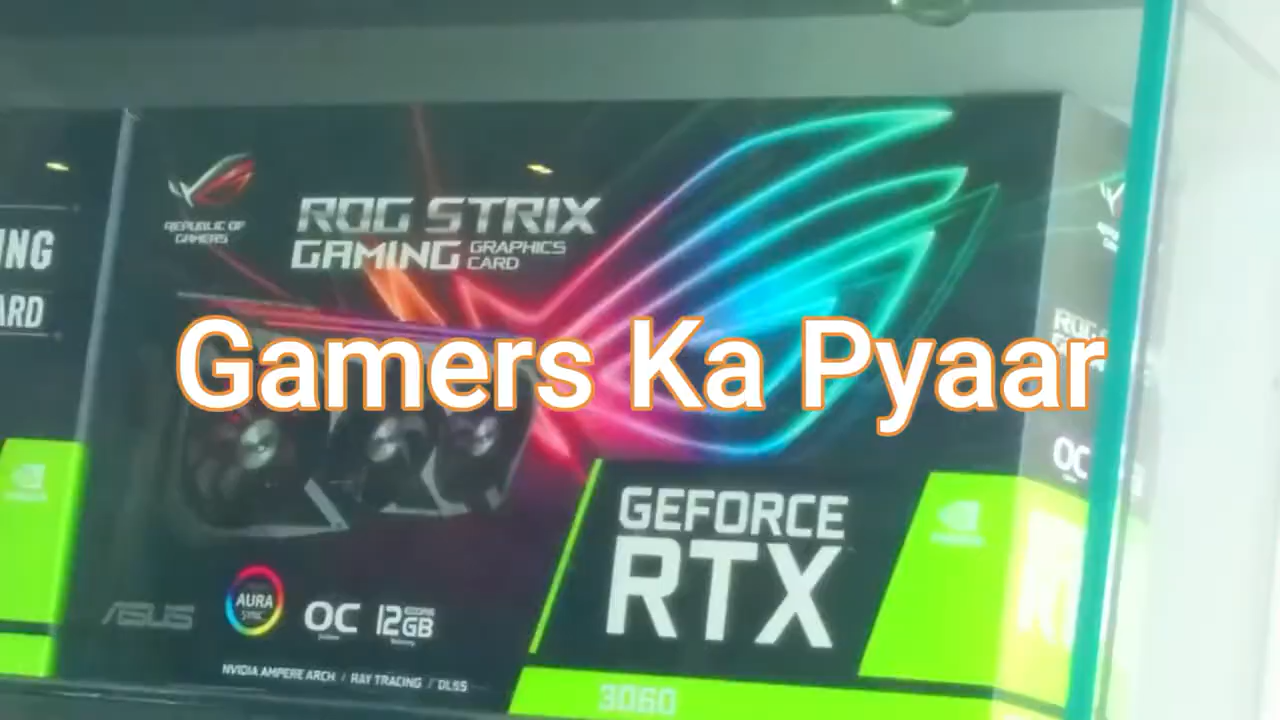 REPUBLIC OF
GAMERS
ROG STRIX
GAMING GRAPHICS
CARD
ING
ARD
Gamers Ka Pyaar
GEFORCE
RTX
3060
ASUS
AURA
SYNC
OC
12GB
NVIDIA AMPERE ARCH / RAY TRACING / DLSS
ROG
OC